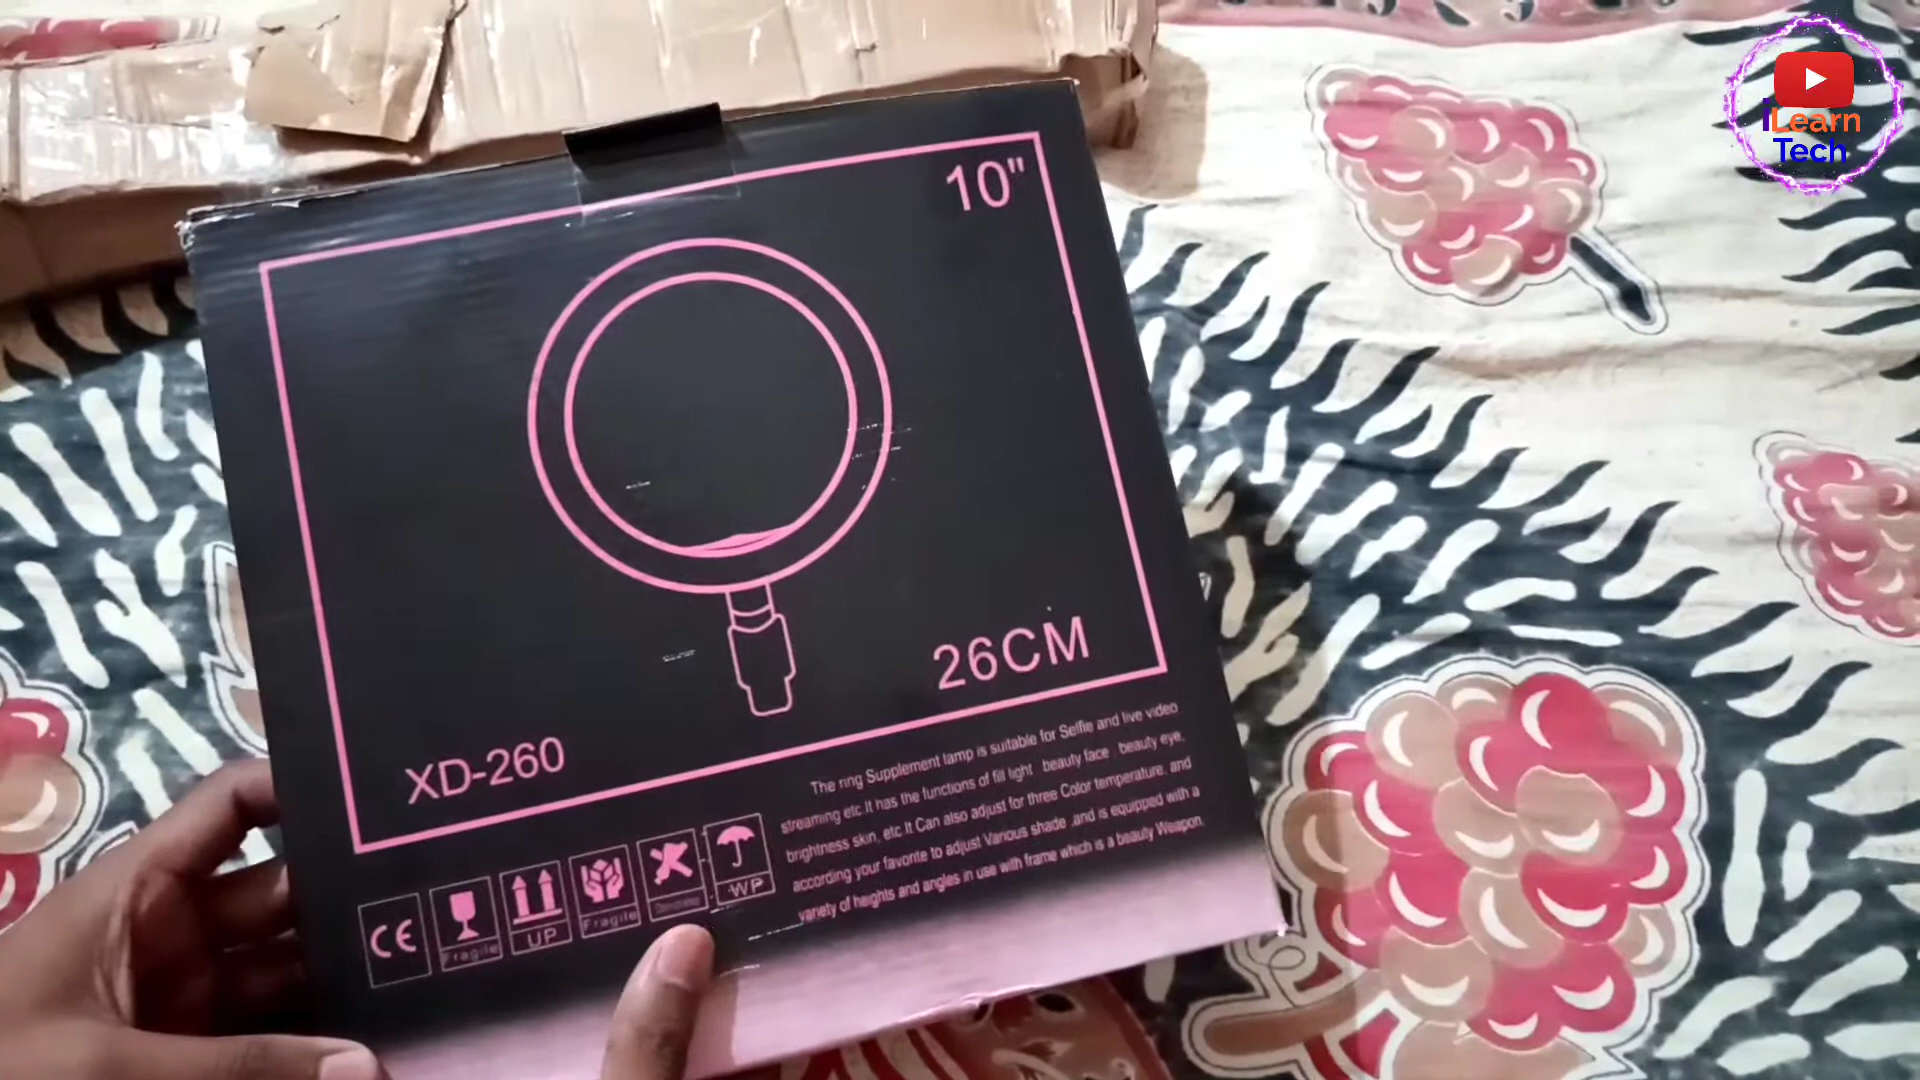 10"
26CM
XD-260
The ring Supplement lamp is suitable for Selfie and live video
streaming etc.It has the functions of fill light . beauty face . beauty eye,
brightness skin, etc It Can also adjust for three Color temperature. and
according your favorite to adjust Various shade .and is equipped with a
variety of heights and angles in use with frame which is a beauty Weapon.
CE
Fragile
UP
Fragile
WP
iLearn
Tech